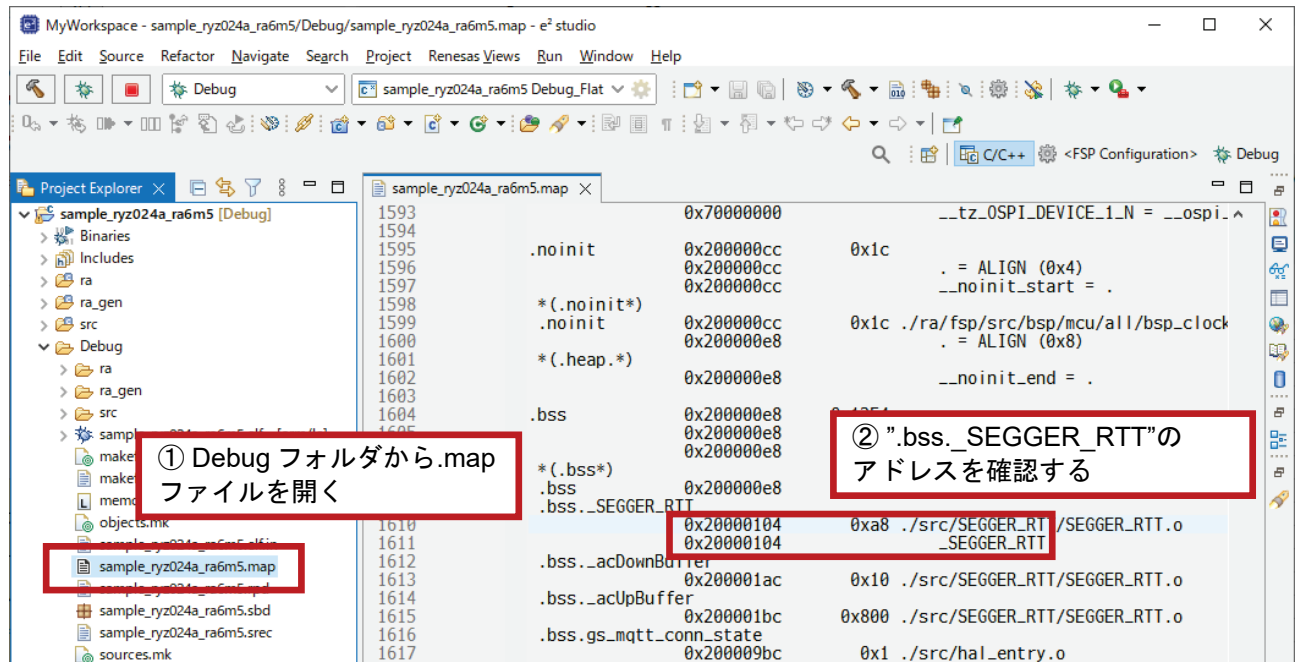 MyWorkspace - sample_ryz024a_ra6m5/Debug/sample_ryz024a_ra6m5.map - e² studio
File Edit Source Refactor Navigate Search Project Renesas Views Run Window Help
Debug
sample_ryz024a_ra6m5 Debug_Flat
C/C++ <FSP Configuration> Debug
Project Explorer
sample_ryz024a_ra6m5 [Debug]
Binaries
Includes
ra
ra_gen
src
Debug
ra
ra_gen
src
objects.mk
sample_ryz024a_ra6m5.map
sample_ryz024a_ra6m5.sbd
sample_ryz024a_ra6m5.srec
sources.mk
① Debug フォルダから.map
ファイルを開く
sample_ryz024a_ra6m5.map
1593 0x70000000 __tz_OSPI_DEVICE_1_N = __ospi_
1594
1595 .noinit 0x200000cc 0x1c
1596 0x200000cc . = ALIGN (0x4)
1597 0x200000cc __noinit_start = .
1598 *(.noinit*)
1599 .noinit 0x200000cc 0x1c ./ra/fsp/src/bsp/mcu/all/bsp_clock
1600 0x200000e8 . = ALIGN (0x8)
1601 *(.heap.*)
1602 0x200000e8 __noinit_end = .
1603
1604 .bss 0x200000e8
0x200000e8
0x200000e8
*(.bss*)
.bss 0x200000e8
.bss._SEGGER_RTT
1610 0x20000104 0xa8 ./src/SEGGER_RTT/SEGGER_RTT.o
1611 0x20000104 _SEGGER_RTT
1612 .bss._acDownBuffer
1613 0x200001ac 0x10 ./src/SEGGER_RTT/SEGGER_RTT.o
1614 .bss._acUpBuffer
1615 0x200001bc 0x800 ./src/SEGGER_RTT/SEGGER_RTT.o
1616 .bss.gs_mqtt_conn_state
1617 0x200009bc 0x1 ./src/hal_entry.o
② ".bss._SEGGER_RTT"の
アドレスを確認する